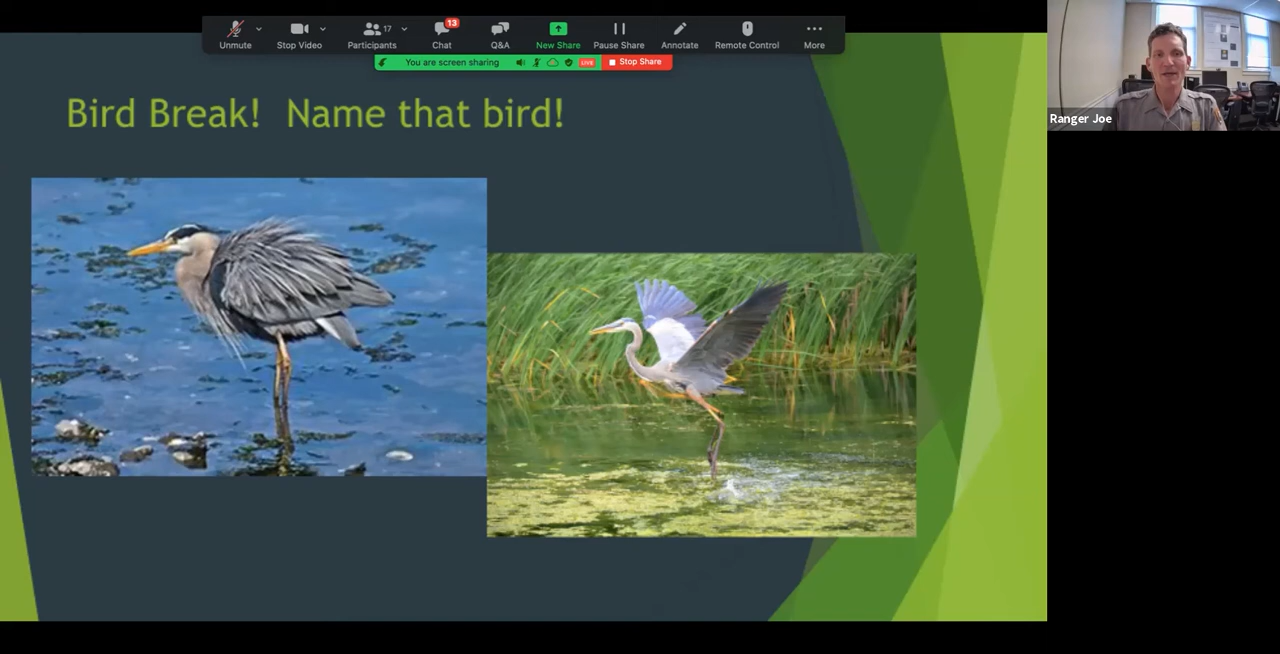 17
13
Unmute
Stop Video
Participants
Chat
Q&A
New Share
Pause Share
Annotate
Remote Control
More
You are screen sharing
LIVE
Stop Share
Ranger Joe
Bird Break!  Name that bird!